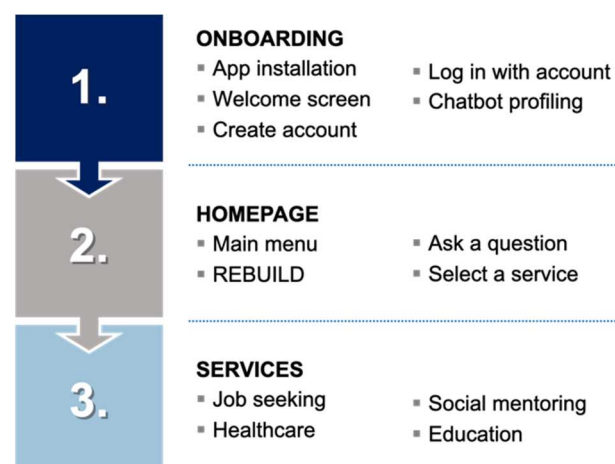 1.
ONBOARDING
▪ App installation
▪ Welcome screen
▪ Create account
▪ Log in with account
▪ Chatbot profiling
2.
HOMEPAGE
▪ Main menu
▪ REBUILD
▪ Ask a question
▪ Select a service
3.
SERVICES
▪ Job seeking
▪ Healthcare
▪ Social mentoring
▪ Education